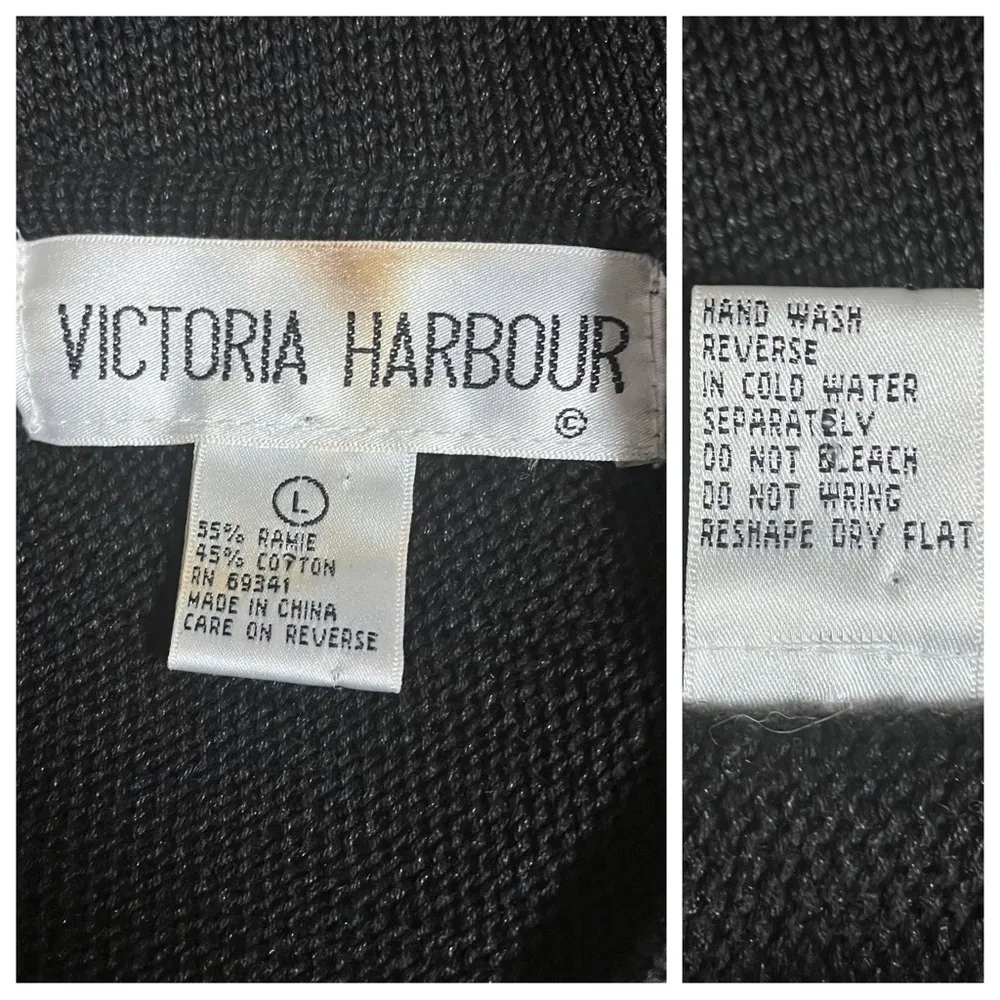 VICTORIA HARBOUR
©
L
55% RAMIE
45% COTTON
RN 69341
MADE IN CHINA
CARE ON REVERSE
HAND WASH
REVERSE
IN COLD WATER
SEPARATELY
DO NOT BLEACH
DO NOT WRING
RESHAPE DRY FLAT